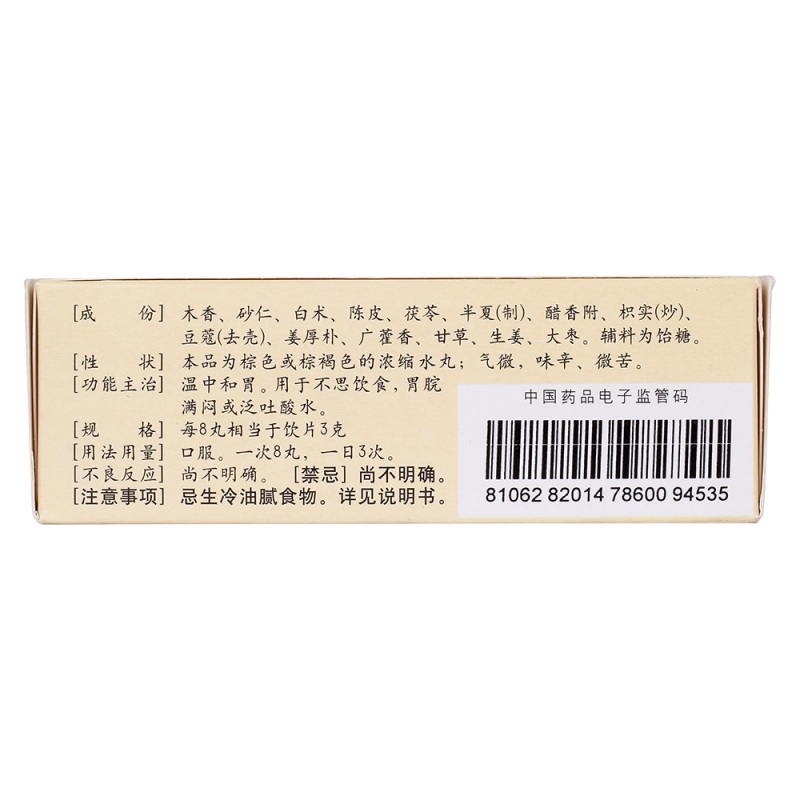 [成　份] 木香、砂仁、白术、陈皮、茯苓、半夏(制)、醋香附、枳实(炒)、
豆蔻(去壳)、姜厚朴、广藿香、甘草、生姜、大枣。辅料为饴糖。
[性　状] 本品为棕色或棕褐色的浓缩水丸；气微，味辛、微苦。
[功能主治] 温中和胃。用于不思饮食，胃脘
满闷或泛吐酸水。
[规　格] 每8丸相当于饮片3克
[用法用量] 口服。一次8丸，一日3次。
[不良反应] 尚不明确。[禁忌]尚不明确。
[注意事项] 忌生冷油腻食物。详见说明书。
中国药品电子监管码
81062 82014 78600 94535